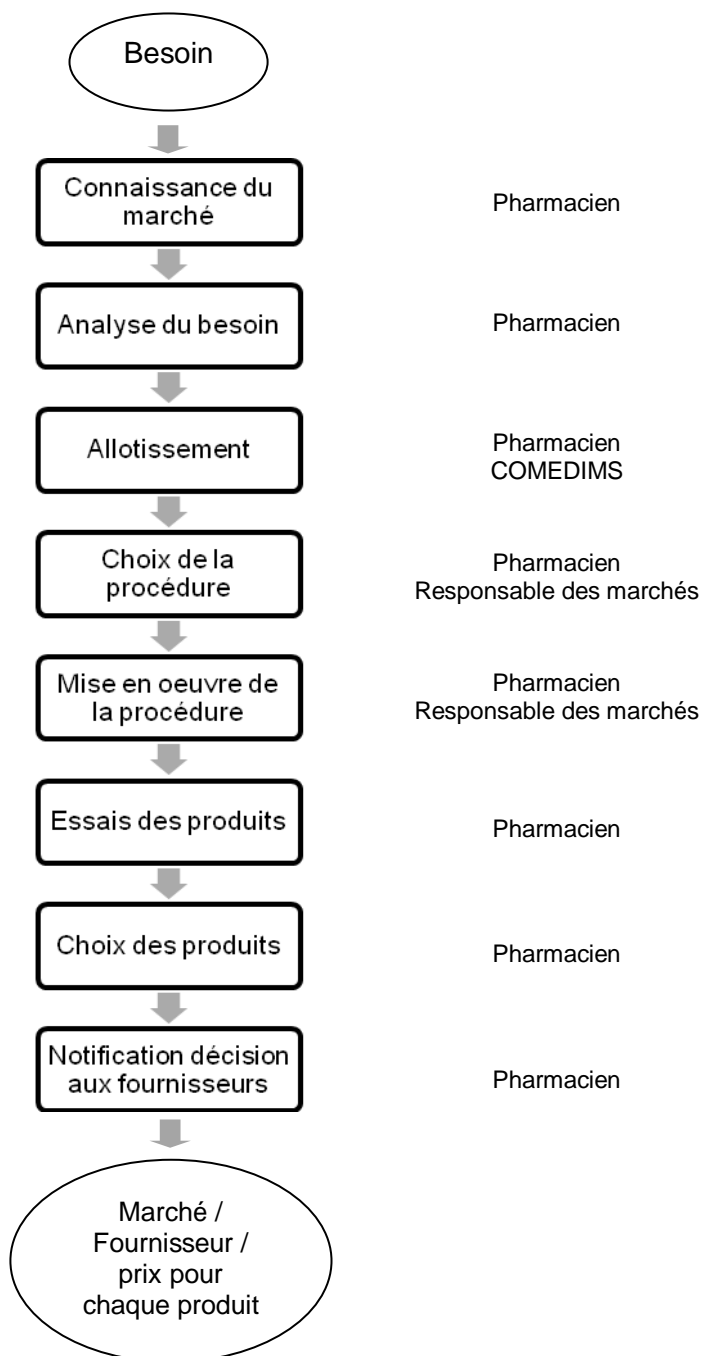 Besoin
Connaissance du
marché
Pharmacien
Analyse du besoin
Pharmacien
Allotissement
Pharmacien
COMEDIMS
Choix de la
procédure
Pharmacien
Responsable des marchés
Mise en oeuvre de
la procédure
Pharmacien
Responsable des marchés
Essais des produits
Pharmacien
Choix des produits
Pharmacien
Notification décision
aux fournisseurs
Pharmacien
Marché /
Fournisseur /
prix pour
chaque produit